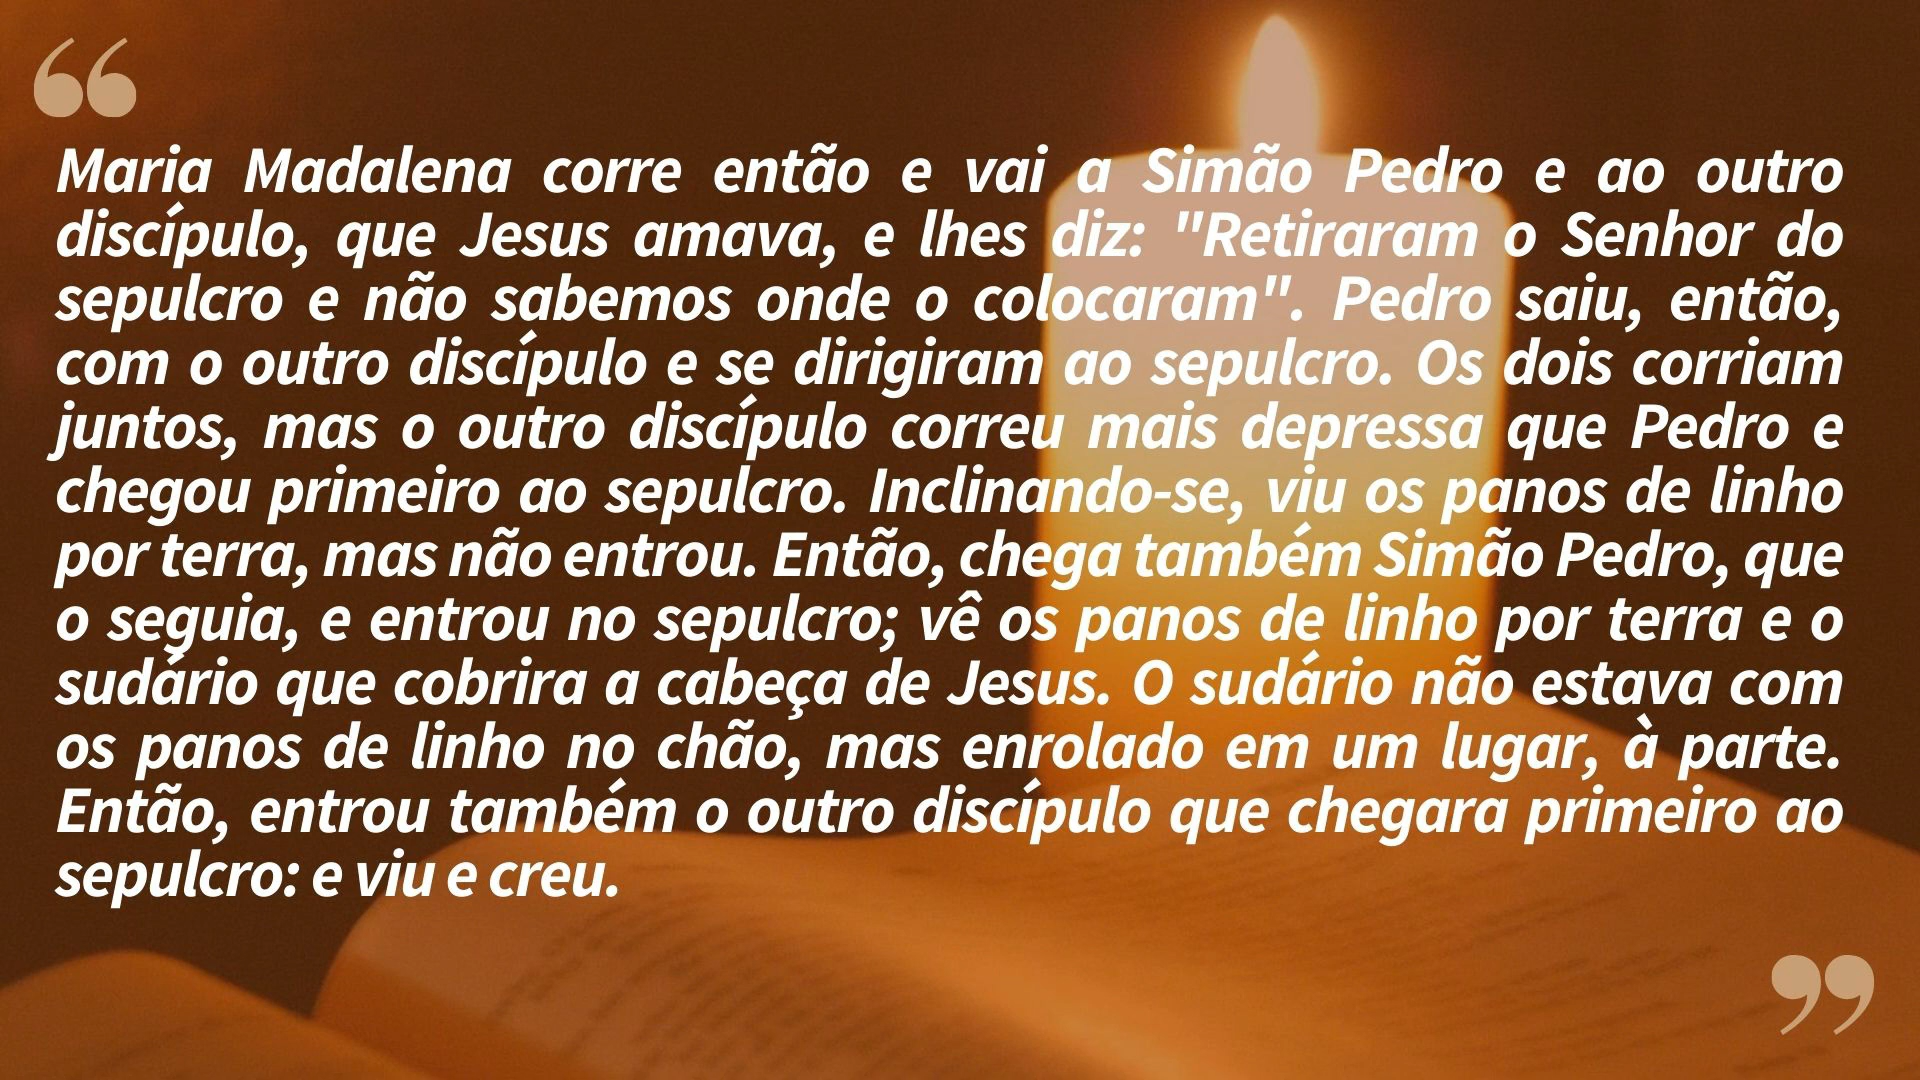 “
Maria Madalena corre então e vai a Simão Pedro e ao outro
discípulo, que Jesus amava, e lhes diz: "Retiraram o Senhor do
sepulcro e não sabemos onde o colocaram". Pedro saiu, então,
com o outro discípulo e se dirigiram ao sepulcro. Os dois corriam
juntos, mas o outro discípulo correu mais depressa que Pedro e
chegou primeiro ao sepulcro. Inclinando-se, viu os panos de linho
por terra, mas não entrou. Então, chega também Simão Pedro, que
o seguia, e entrou no sepulcro; vê os panos de linho por terra e o
sudário que cobrira a cabeça de Jesus. O sudário não estava com
os panos de linho no chão, mas enrolado em um lugar, à parte.
Então, entrou também o outro discípulo que chegara primeiro ao
sepulcro: e viu e creu.
”